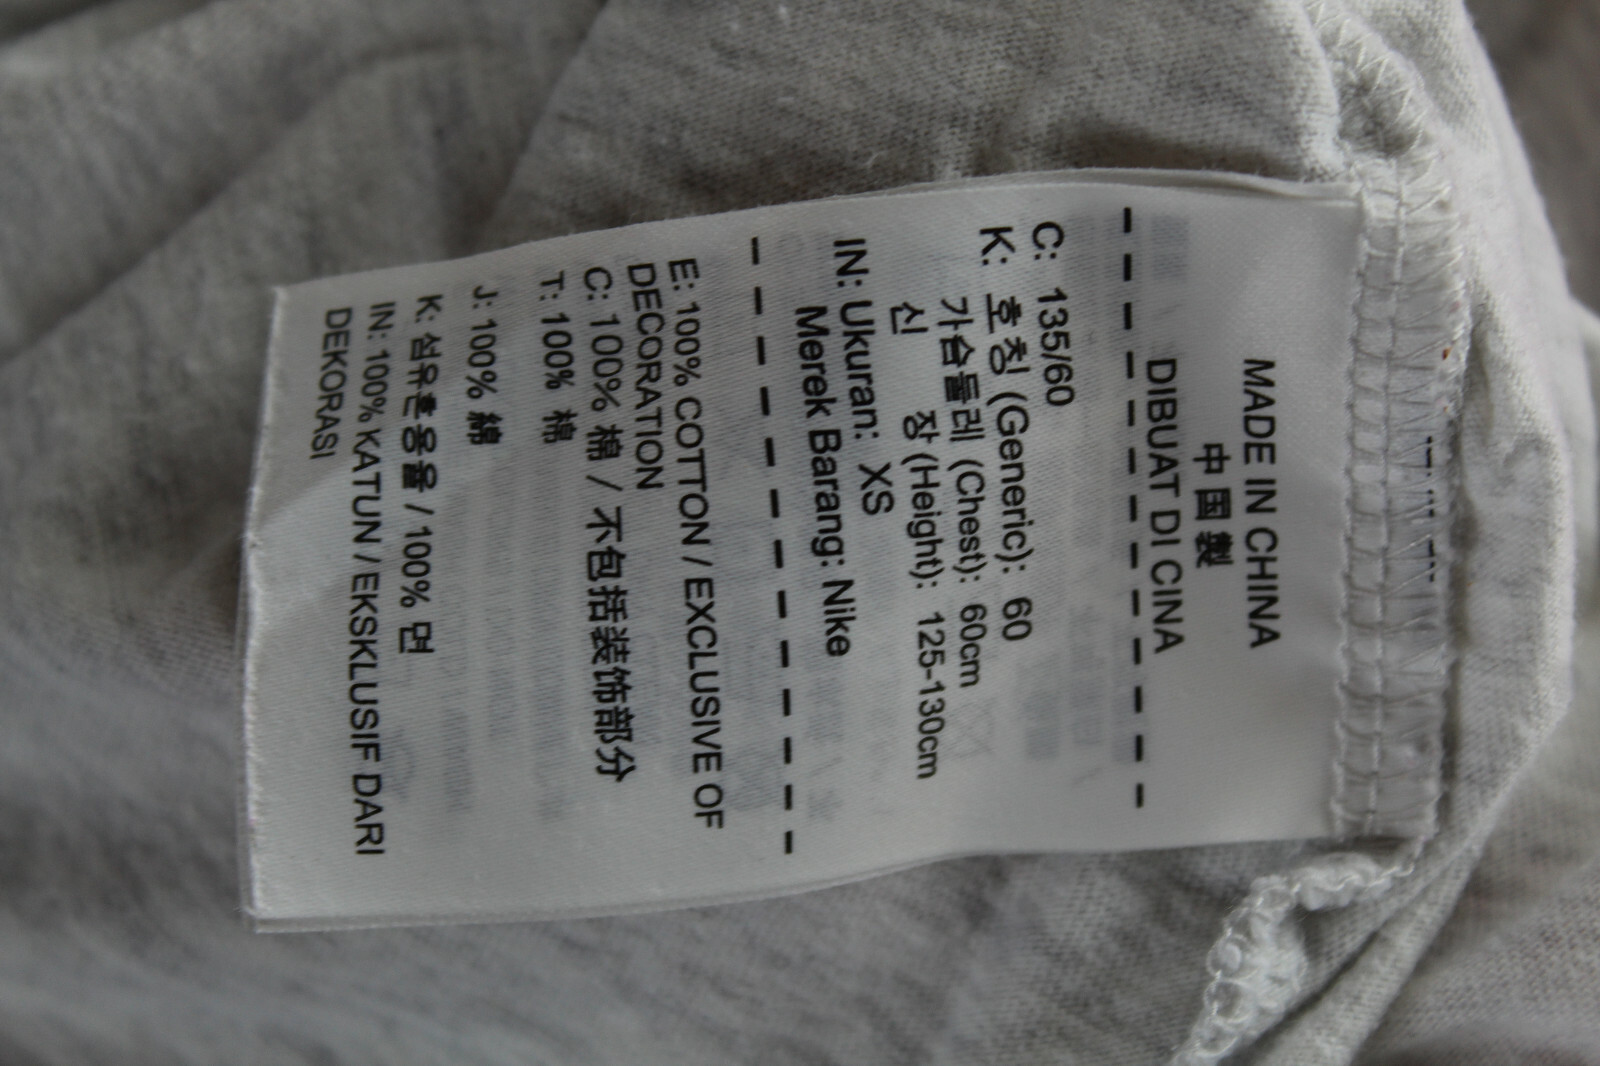 MADE IN CHINA
中国製
DIBUAT DI CINA
C: 135/60
K: 호칭 (Generic): 60
가슴둘레 (Chest): 60cm
신 장 (Height): 125-130cm
IN: Ukuran: XS
Merek Barang: Nike
E: 100% COTTON / EXCLUSIVE OF
DECORATION
C: 100% 棉 / 不包括装饰部分
T: 100% 棉
J: 100% 綿
K: 섬유혼용율 / 100% 면
IN: 100% KATUN / EKSKLUSIF DARI
DEKORASI